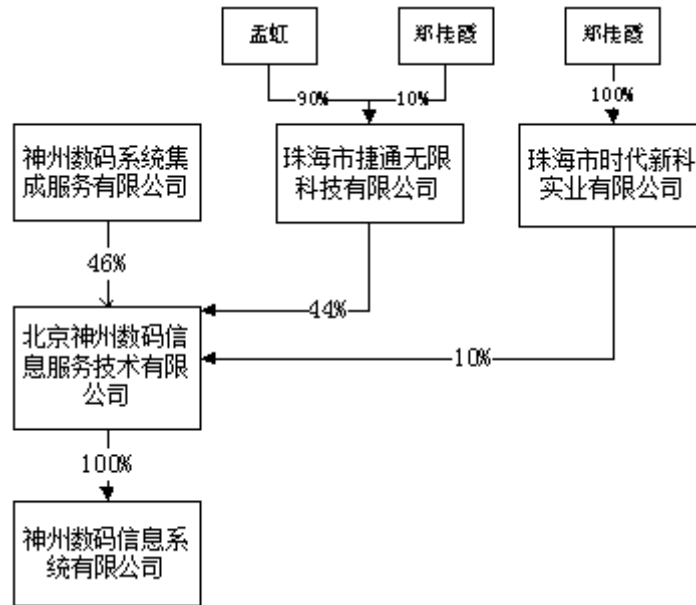 孟虹
郑桂霞
郑桂霞
90%
10%
100%
神州数码系统集
成服务有限公司
珠海市捷通无限
科技有限公司
珠海市时代新科
实业有限公司
46%
44%
北京神州数码信
息服务技术有限
公司
10%
100%
神州数码信息系
统有限公司